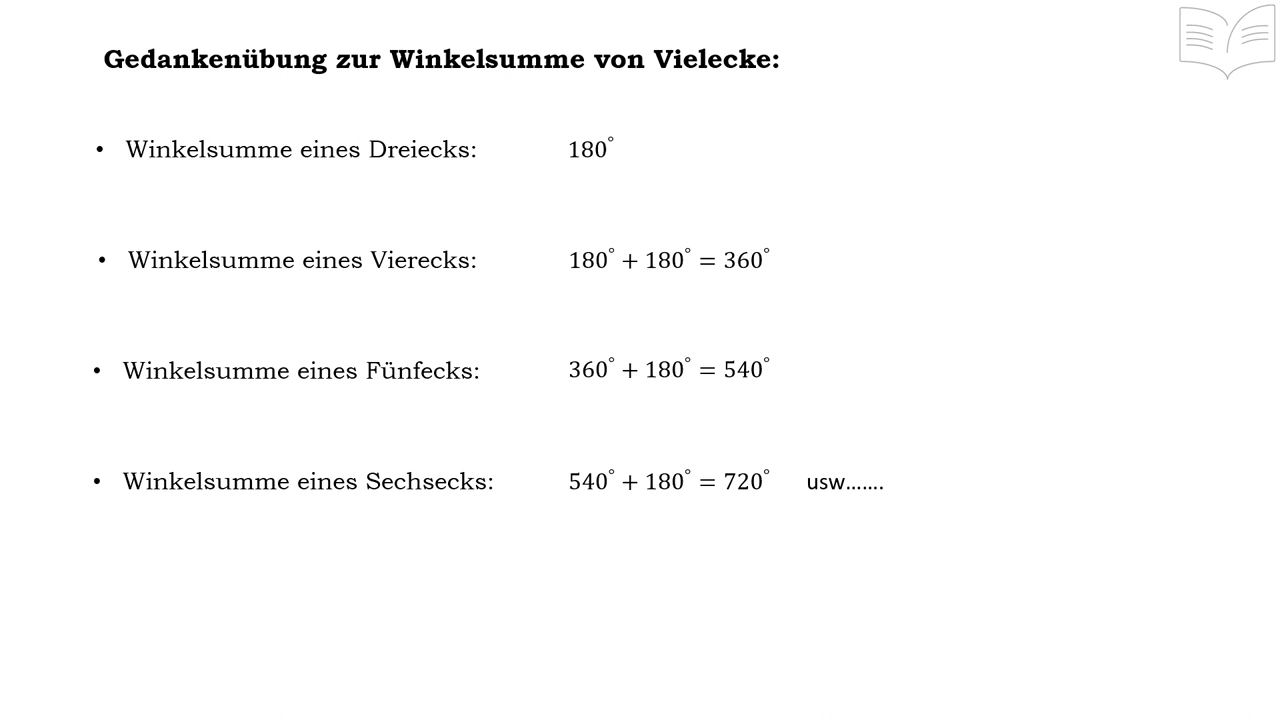 Gedankenübung zur Winkelsumme von Vielecke:
• Winkelsumme eines Dreiecks: 180°
• Winkelsumme eines Vierecks: 180° + 180° = 360°
• Winkelsumme eines Fünfecks: 360° + 180° = 540°
• Winkelsumme eines Sechsecks: 540° + 180° = 720° usw.......